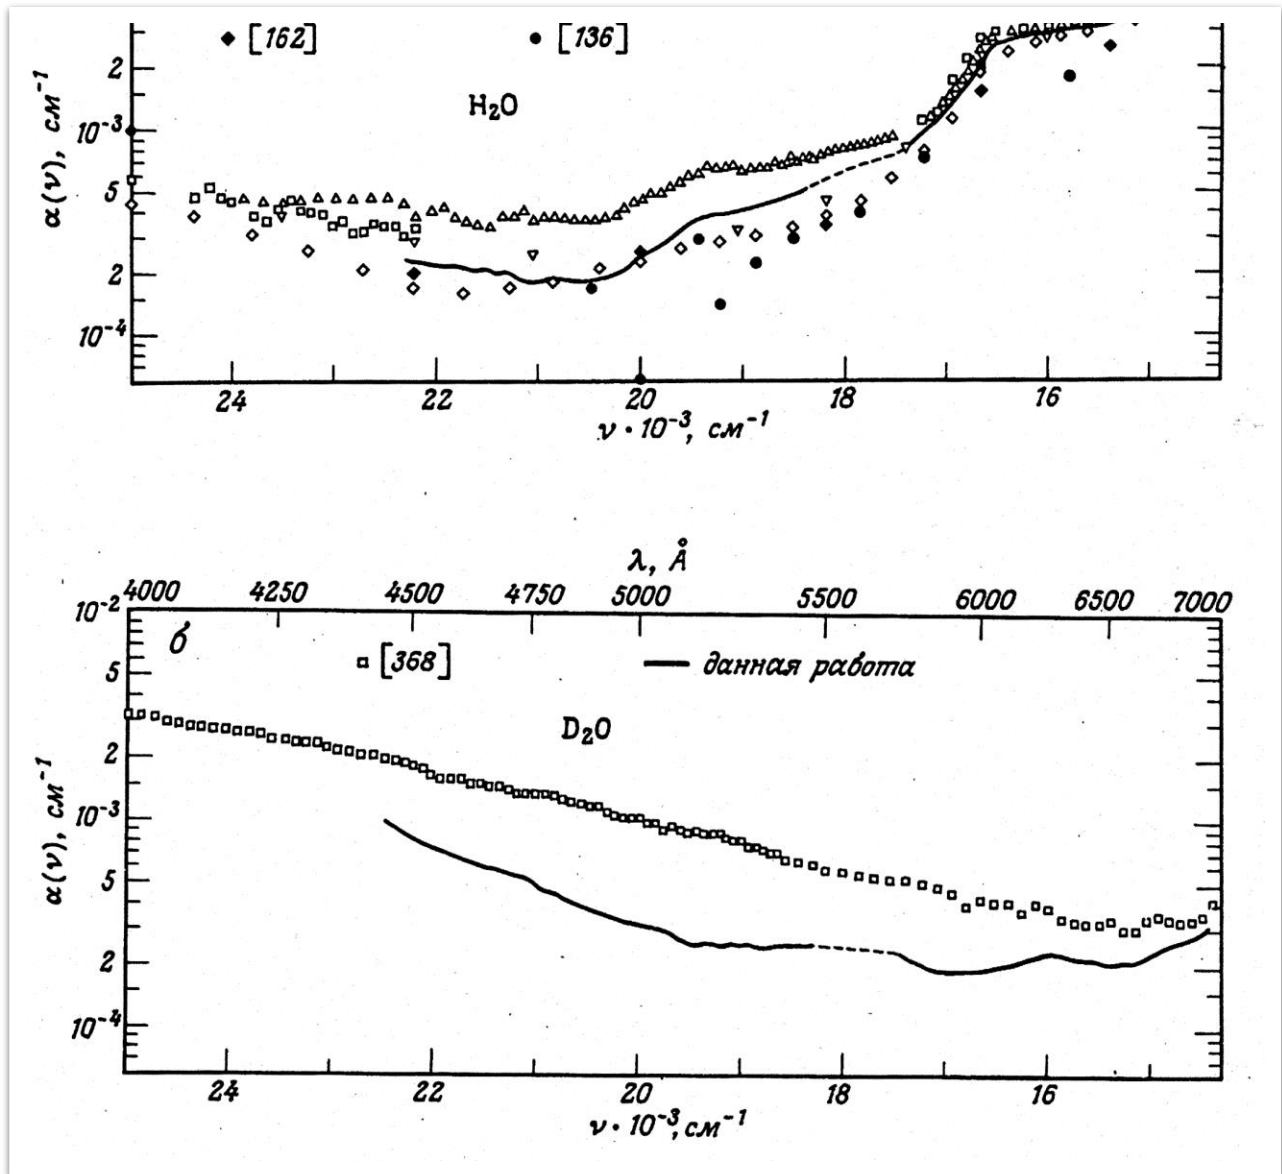 ◆ [162] ● [136]
H₂O
α(ν), см⁻¹
2
10⁻³
5
2
10⁻⁴
24 22 20 18 16
ν · 10⁻³, см⁻¹
λ, Å
4000 4250 4500 4750 5000 5500 6000 6500 7000
10⁻²
б
□ [368] — данная работа
D₂O
α(ν), см⁻¹
5
2
10⁻³
5
2
10⁻⁴
24 22 20 18 16
ν · 10⁻³, см⁻¹